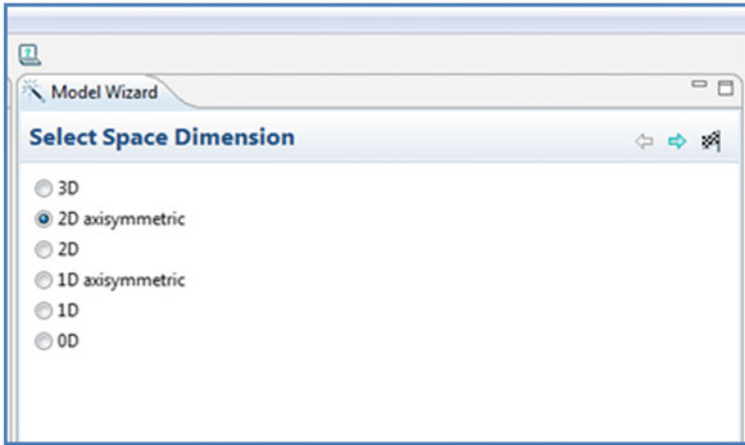 Model Wizard
Select Space Dimension
3D
2D axisymmetric
2D
1D axisymmetric
1D
0D